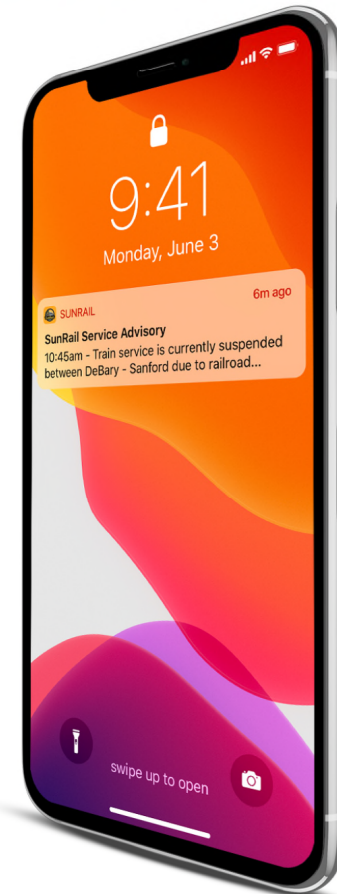 9:41
Monday, June 3
SUNRAIL
6m ago
SunRail Service Advisory
10:45am - Train service is currently suspended
between DeBary - Sanford due to railroad...
swipe up to open